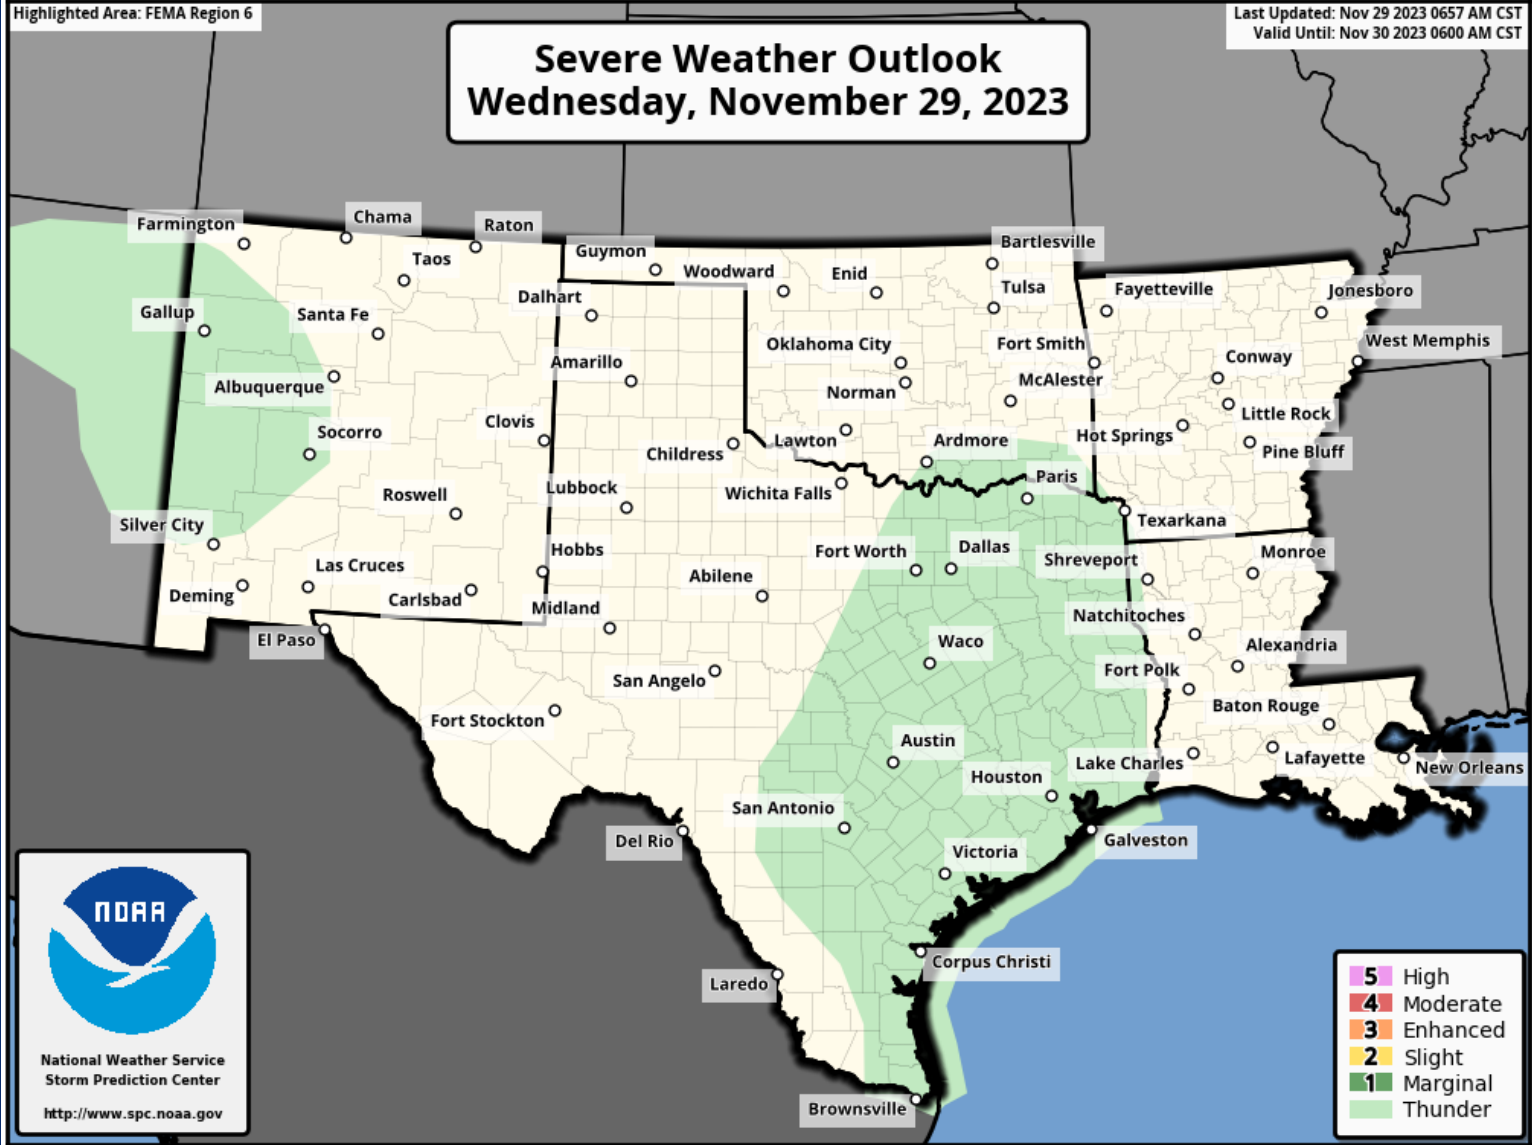 Highlighted Area: FEMA Region 6
Last Updated: Nov 29 2023 0657 AM CST
Valid Until: Nov 30 2023 0600 AM CST
Severe Weather Outlook
Wednesday, November 29, 2023
Farmington
Chama
Raton
Taos
Guymon
Woodward
Enid
Bartlesville
Tulsa
Fayetteville
Jonesboro
Gallup
Santa Fe
Dalhart
Oklahoma City
Fort Smith
West Memphis
Amarillo
Conway
Albuquerque
Norman
McAlester
Little Rock
Socorro
Clovis
Childress
Lawton
Ardmore
Hot Springs
Pine Bluff
Roswell
Lubbock
Wichita Falls
Paris
Silver City
Texarkana
Las Cruces
Hobbs
Fort Worth
Dallas
Shreveport
Monroe
Abilene
Deming
Carlsbad
Midland
Natchitoches
El Paso
Waco
Alexandria
San Angelo
Fort Polk
Fort Stockton
Baton Rouge
Austin
Houston
Lake Charles
Lafayette
New Orleans
San Antonio
Del Rio
Victoria
Galveston
Corpus Christi
Laredo
Brownsville
NOAA
National Weather Service
Storm Prediction Center
http://www.spc.noaa.gov
5 High
4 Moderate
3 Enhanced
2 Slight
1 Marginal
Thunder